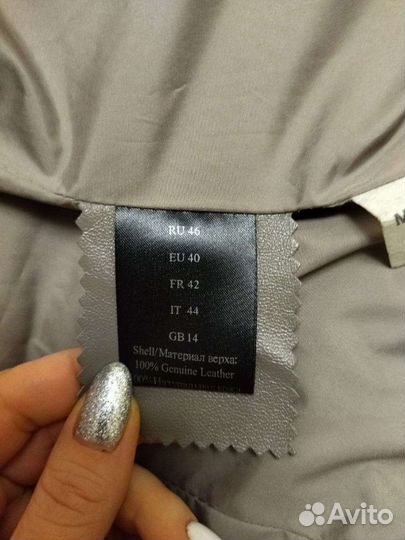 RU 46
EU 40
FR 42
IT 44
GB 14
Shell/Материал верха:
100% Genuine Leather
M
Avito